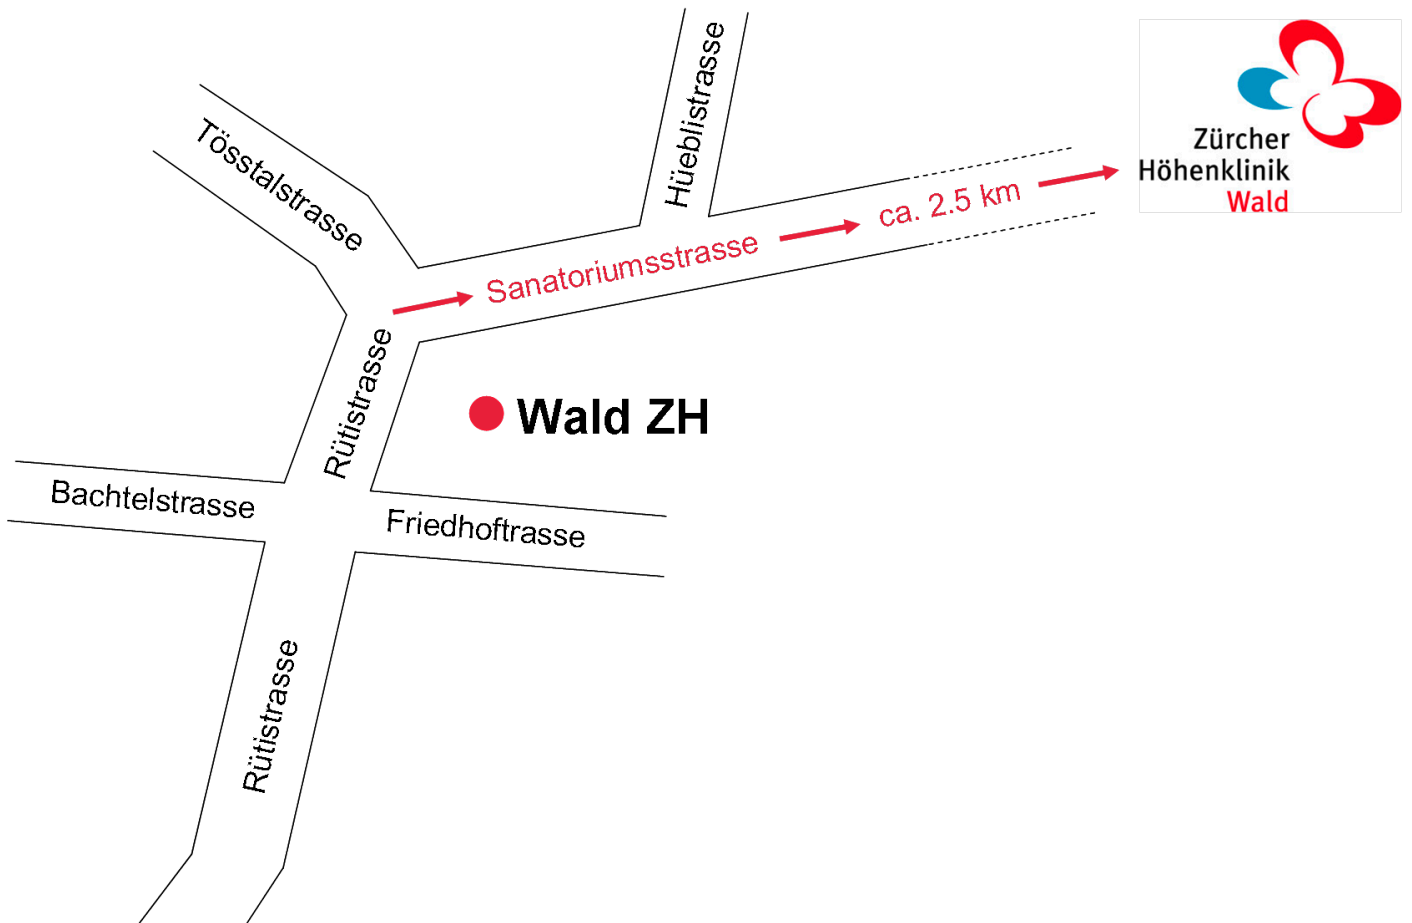 Hüeblistrasse
Tösstalstrasse
Zürcher
Höhenklinik
Wald
ca. 2.5 km
Sanatoriumsstrasse
Rütistrasse
Wald ZH
Bachtelstrasse
Friedhoftrasse
Rütistrasse